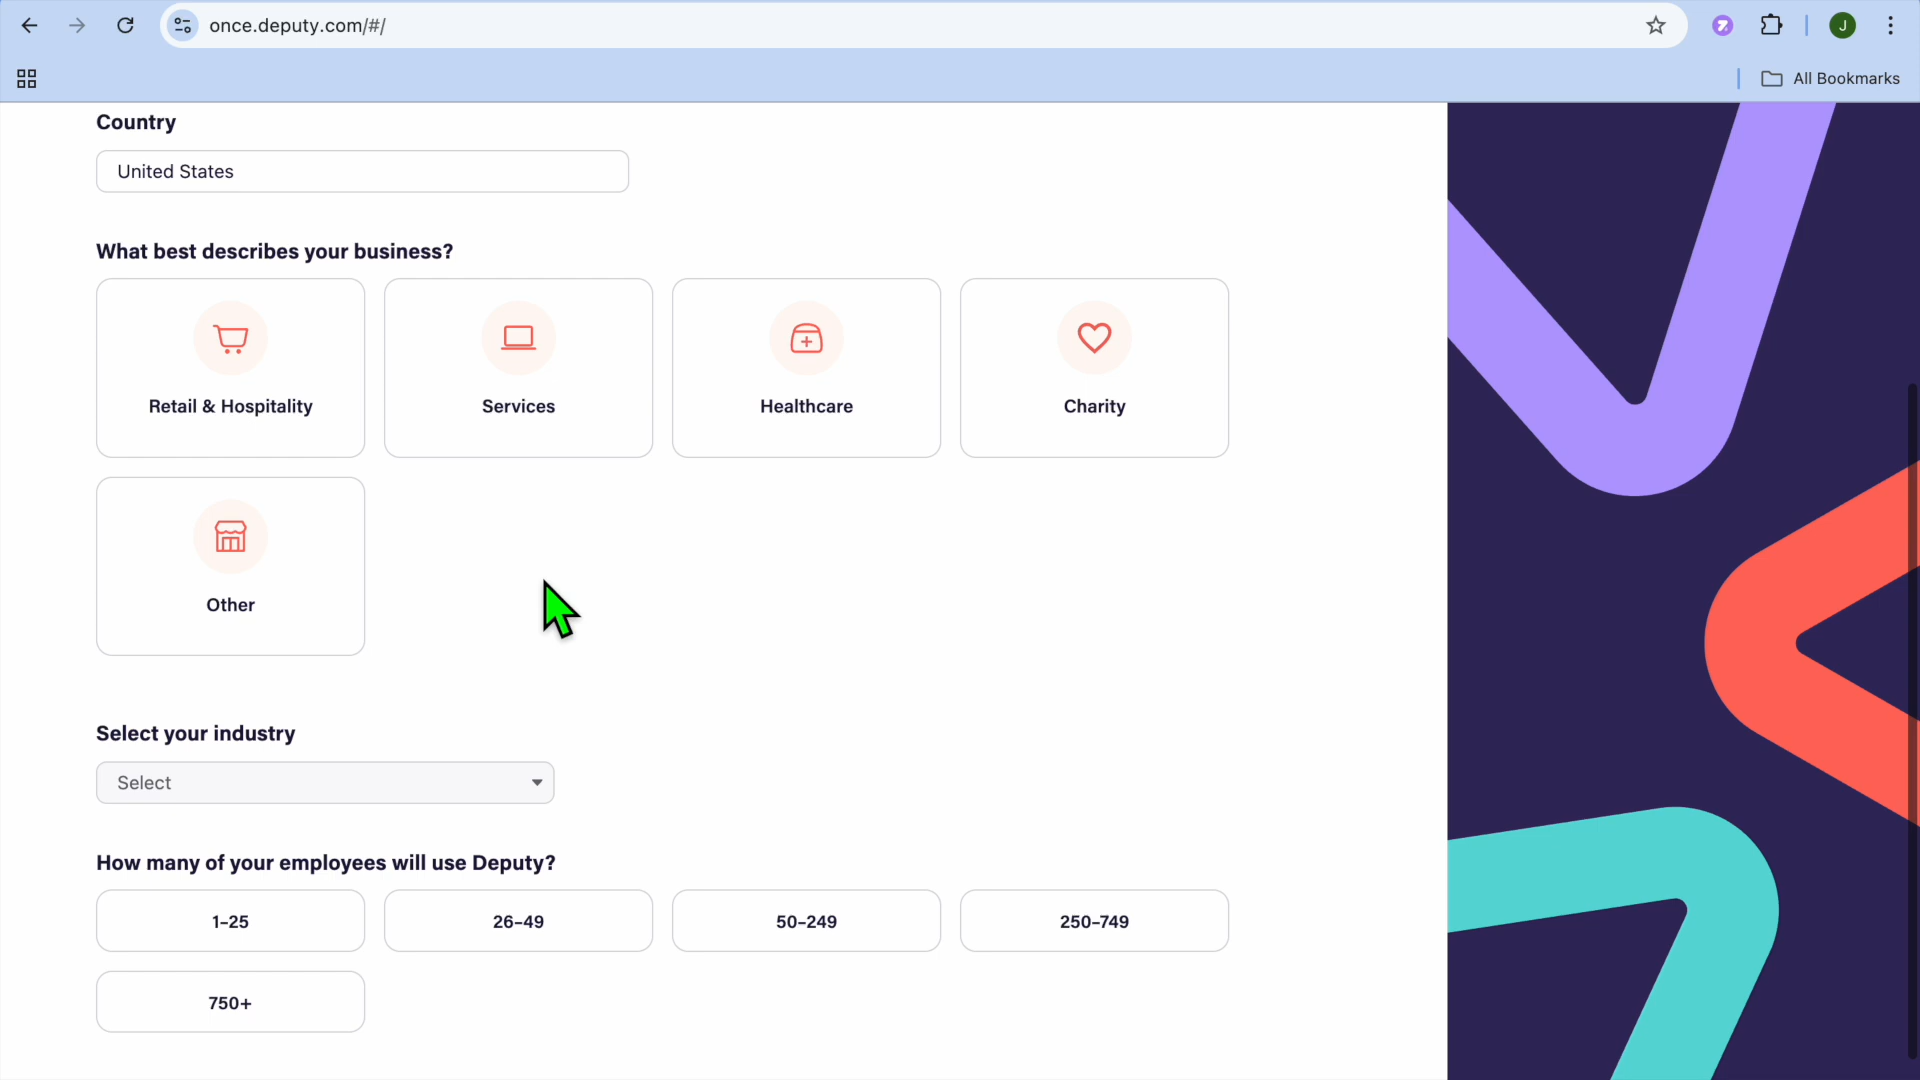 once.deputy.com/#/
J
All Bookmarks
Country
United States
What best describes your business?
Retail & Hospitality
Services
Healthcare
Charity
Other
Select your industry
Select
How many of your employees will use Deputy?
1–25
26–49
50–249
250–749
750+